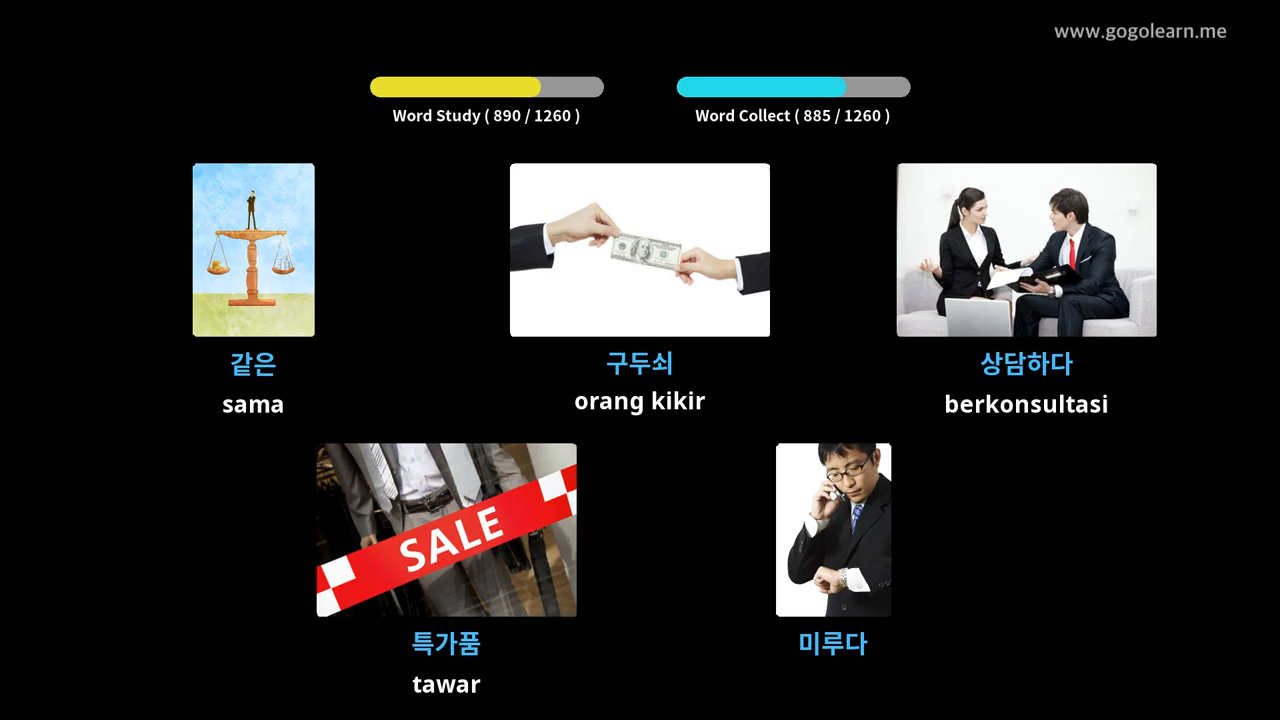 www.gogolearn.me
Word Study ( 890 / 1260 )
Word Collect ( 885 / 1260 )
같은
sama
구두쇠
orang kikir
상담하다
berkonsultasi
SALE
특가품
tawar
미루다